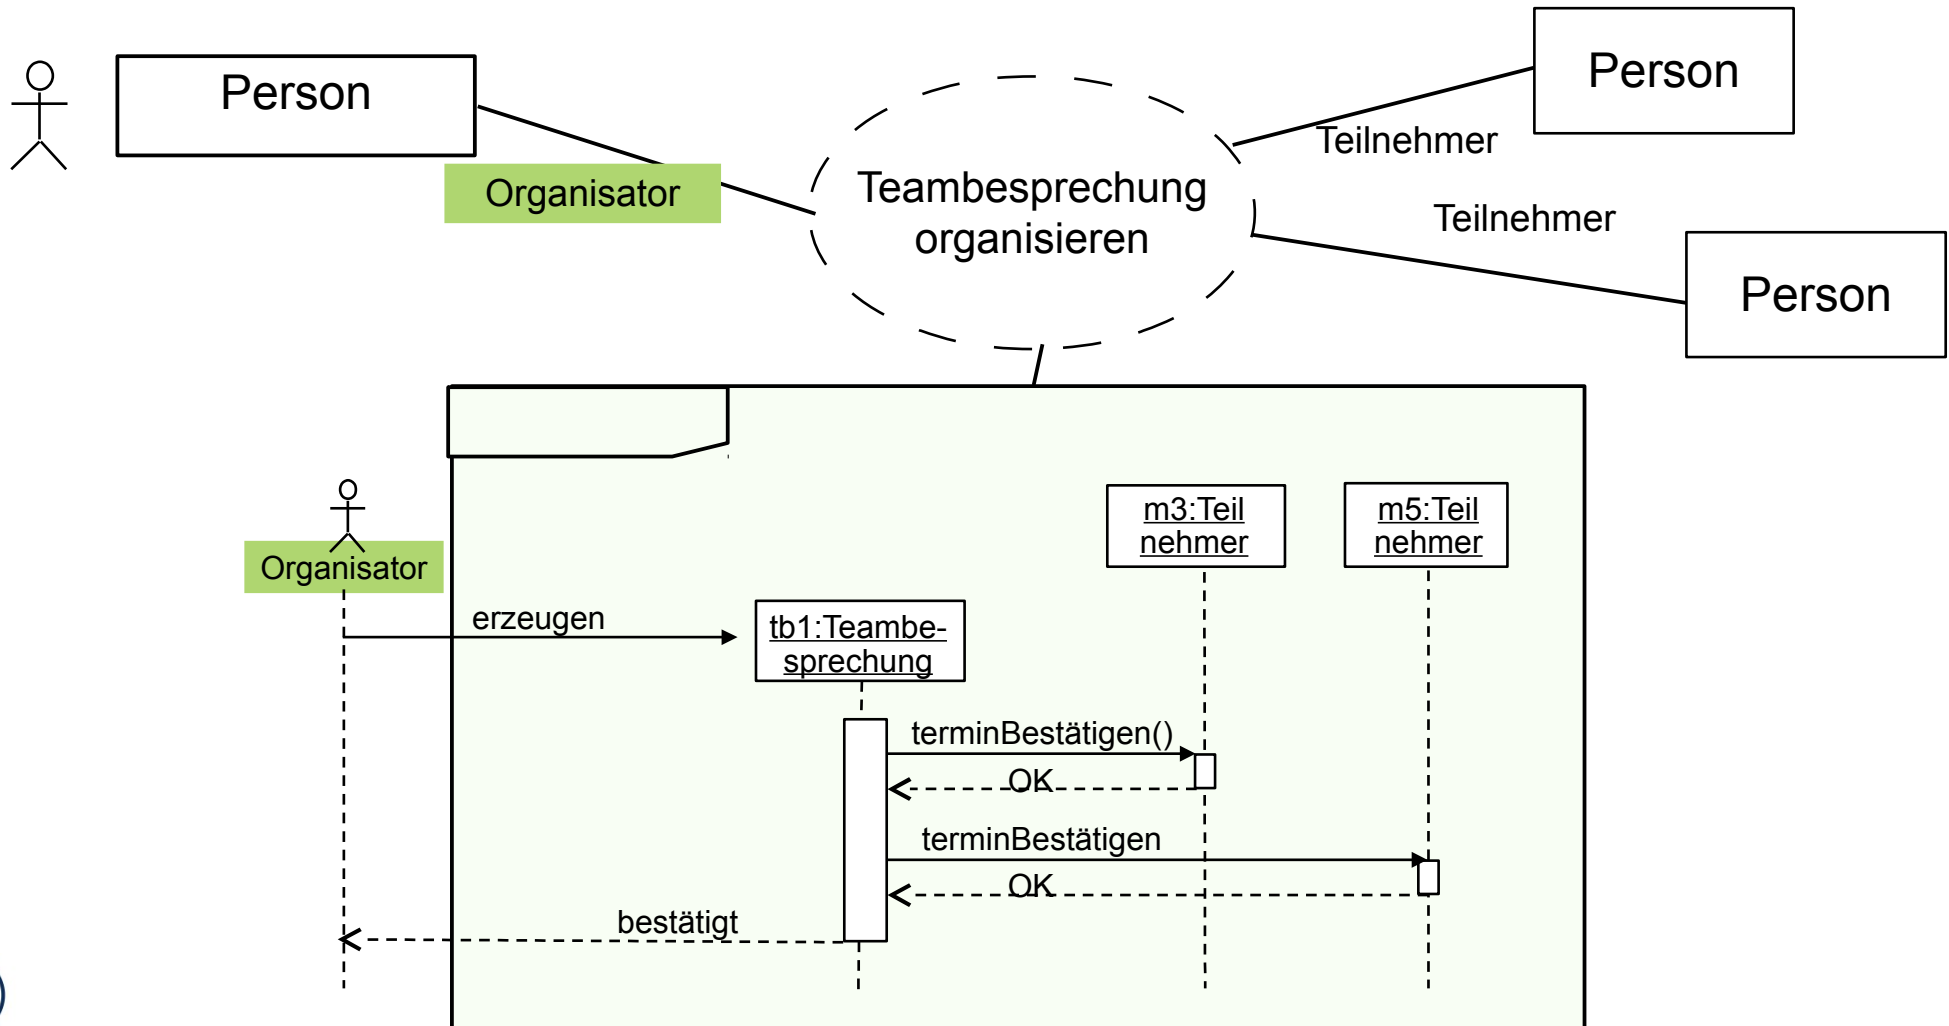 Person
Person
Teilnehmer
Organisator
Teambesprechung
organisieren
Teilnehmer
Person
m3:Teil
nehmer
m5:Teil
nehmer
Organisator
erzeugen
tb1:Teambe-
sprechung
terminBestätigen()
OK
terminBestätigen
OK
bestätigt